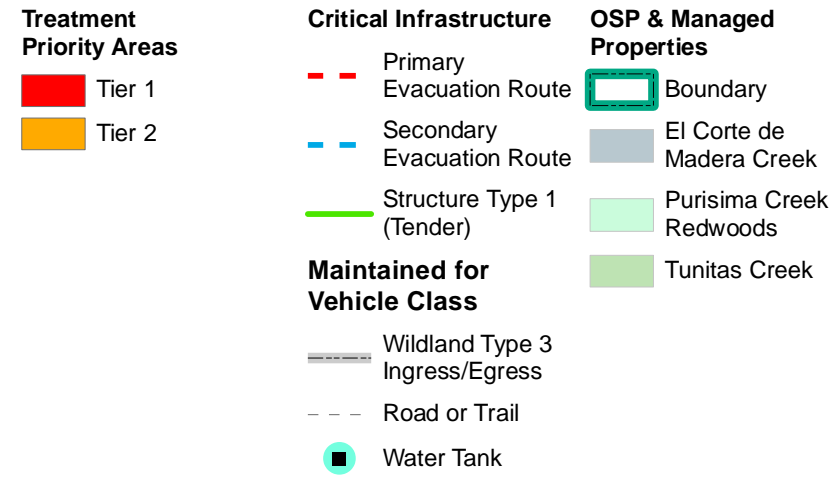 Treatment
Priority Areas
Tier 1
Tier 2
Critical Infrastructure
Primary
Evacuation Route
Secondary
Evacuation Route
Structure Type 1
(Tender)
Maintained for
Vehicle Class
Wildland Type 3
Ingress/Egress
Road or Trail
Water Tank
OSP & Managed
Properties
Boundary
El Corte de
Madera Creek
Purisima Creek
Redwoods
Tunitas Creek